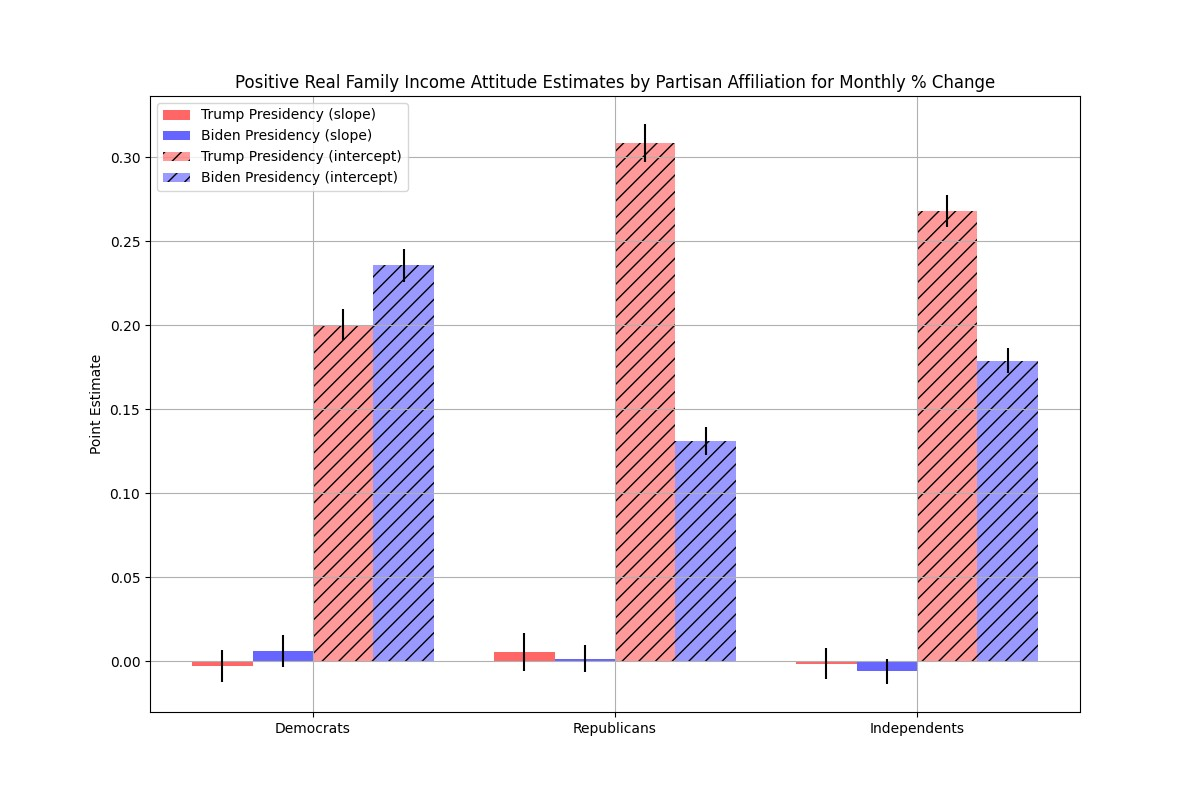 Positive Real Family Income Attitude Estimates by Partisan Affiliation for Monthly % Change
Trump Presidency (slope)
Biden Presidency (slope)
Trump Presidency (intercept)
Biden Presidency (intercept)
Point Estimate
0.30
0.25
0.20
0.15
0.10
0.05
0.00
Democrats
Republicans
Independents